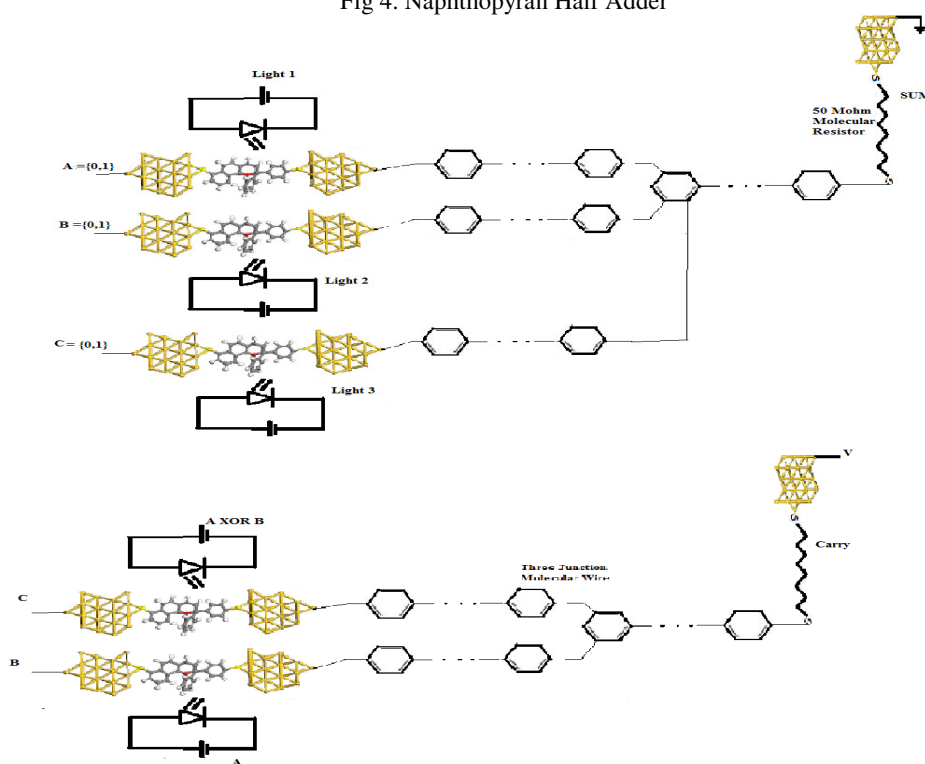 Fig 4. Naphthopyran Half Adder
Light 1
S
SUM
50 Mohm
Molecular
Resistor
A ={0,1}
S
B ={0,1}
Light 2
C = {0,1}
Light 3
V
A XOR B
S
Carry
Three Junction
Molecular Wire
C
S
B
A